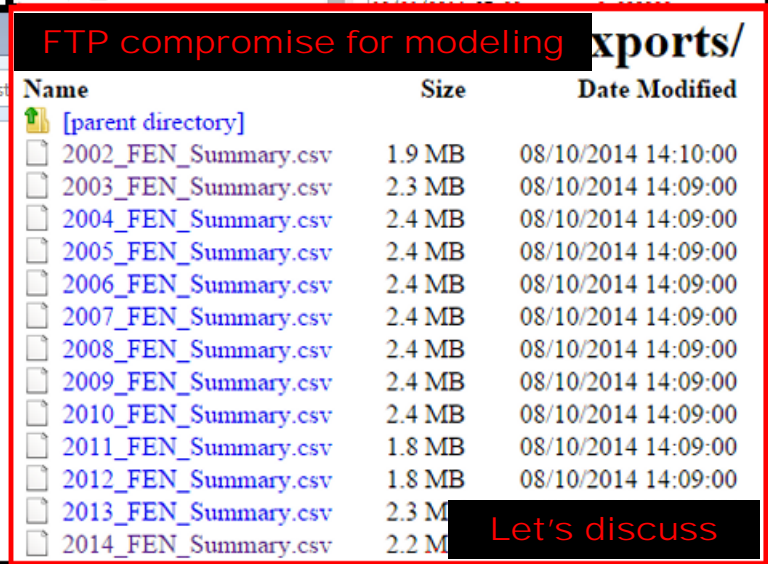 FTP compromise for modeling
xports/
Name Size Date Modified
[parent directory]
2002_FEN_Summary.csv 1.9 MB 08/10/2014 14:10:00
2003_FEN_Summary.csv 2.3 MB 08/10/2014 14:09:00
2004_FEN_Summary.csv 2.4 MB 08/10/2014 14:09:00
2005_FEN_Summary.csv 2.4 MB 08/10/2014 14:09:00
2006_FEN_Summary.csv 2.4 MB 08/10/2014 14:09:00
2007_FEN_Summary.csv 2.4 MB 08/10/2014 14:09:00
2008_FEN_Summary.csv 2.4 MB 08/10/2014 14:09:00
2009_FEN_Summary.csv 2.4 MB 08/10/2014 14:09:00
2010_FEN_Summary.csv 2.4 MB 08/10/2014 14:09:00
2011_FEN_Summary.csv 1.8 MB 08/10/2014 14:09:00
2012_FEN_Summary.csv 1.8 MB 08/10/2014 14:09:00
2013_FEN_Summary.csv 2.3 M
2014_FEN_Summary.csv 2.2 M
Let's discuss